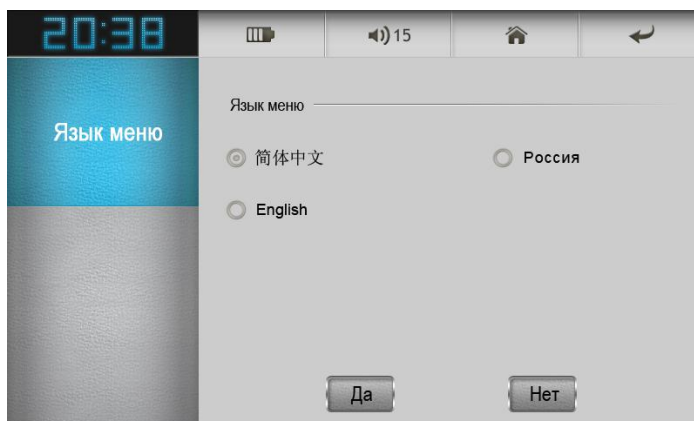 20:38
15
Язык меню
Язык меню
简体中文
Россия
English
Да
Нет